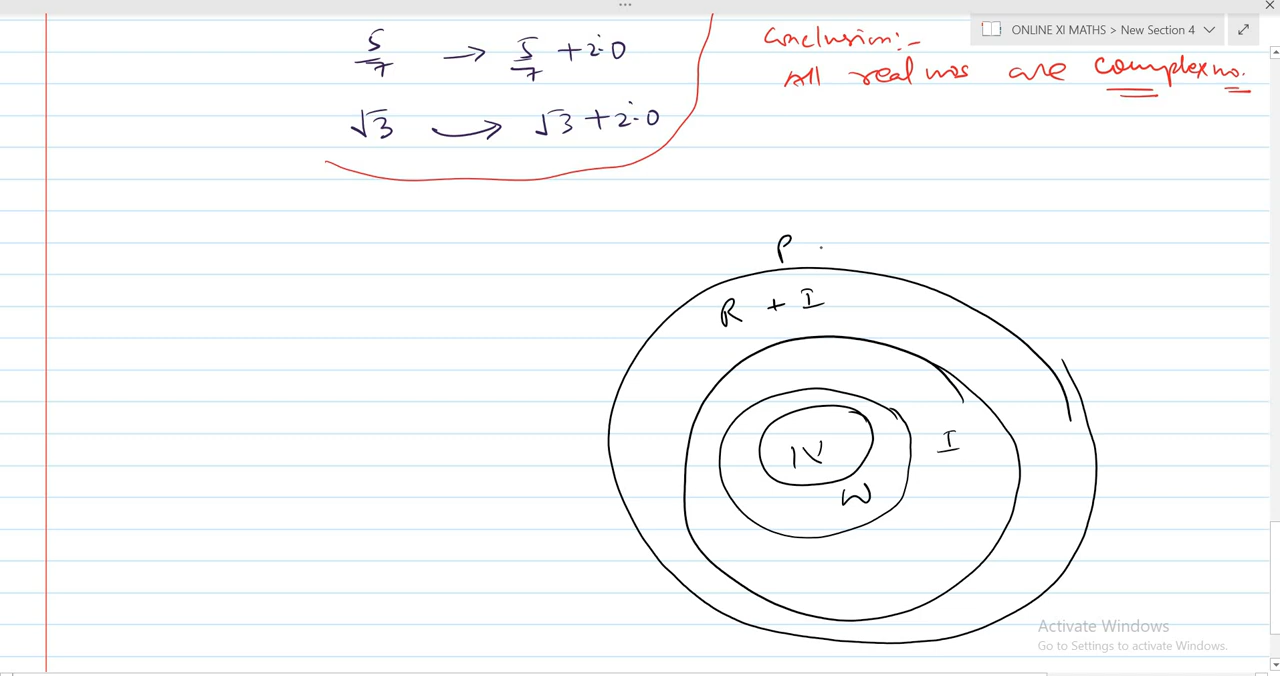 ONLINE XI MATHS > New Section 4
5/7 → 5/7 + i·0
√3 → √3 + i·0
Conclusion:-
All real nos are complex no.
P
R + I
I
N
W
Activate Windows
Go to Settings to activate Windows.